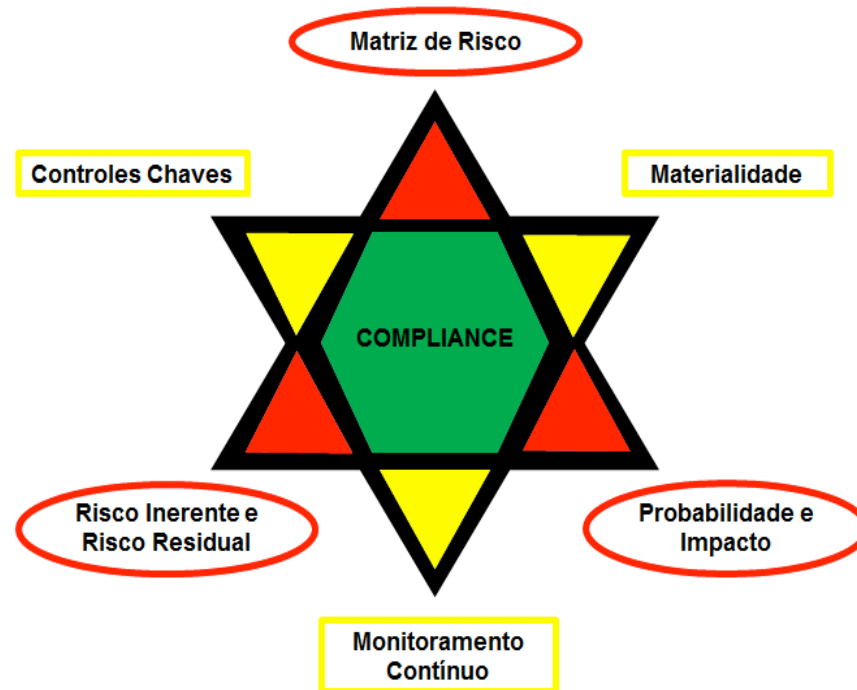 Matriz de Risco
Controles Chaves
Materialidade
COMPLIANCE
Risco Inerente e
Risco Residual
Probabilidade e
Impacto
Monitoramento
Contínuo